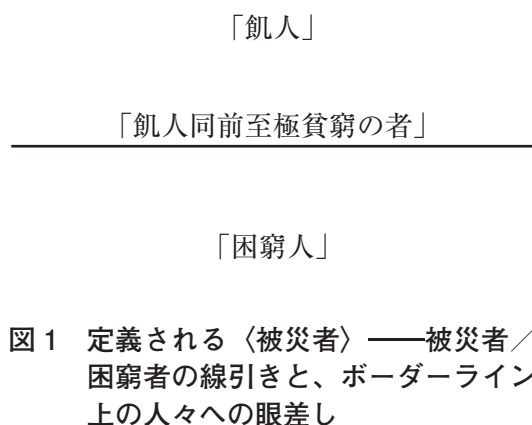 「飢人」
「飢人同前至極貧窮の者」
「困窮人」
図1 定義される〈被災者〉――被災者／
困窮者の線引きと、ボーダーライン
上の人々への眼差し